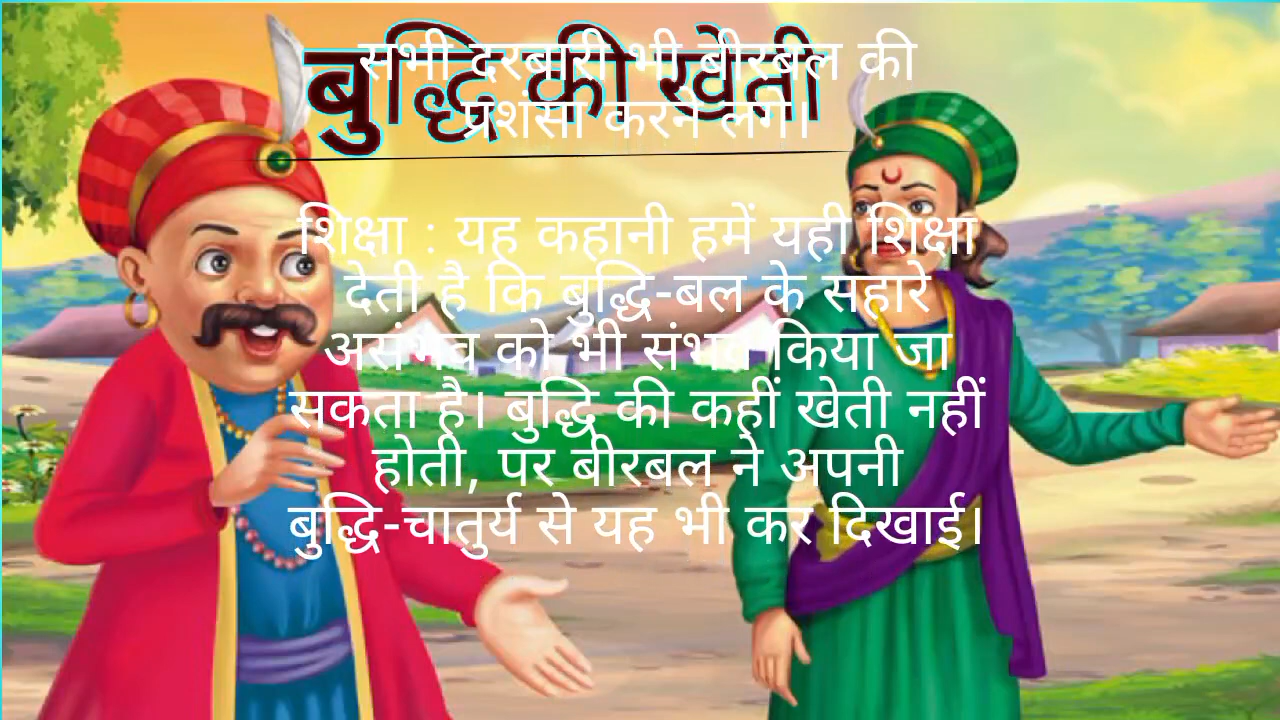 बुद्धि की खेती
सभी दरबारी भी बीरबल की
प्रशंसा करने लगे।
शिक्षा : यह कहानी हमें यही शिक्षा
देती है कि बुद्धि-बल के सहारे
असंभव को भी संभव किया जा
सकता है। बुद्धि की कहीं खेती नहीं
होती, पर बीरबल ने अपनी
बुद्धि-चातुर्य से यह भी कर दिखाई।